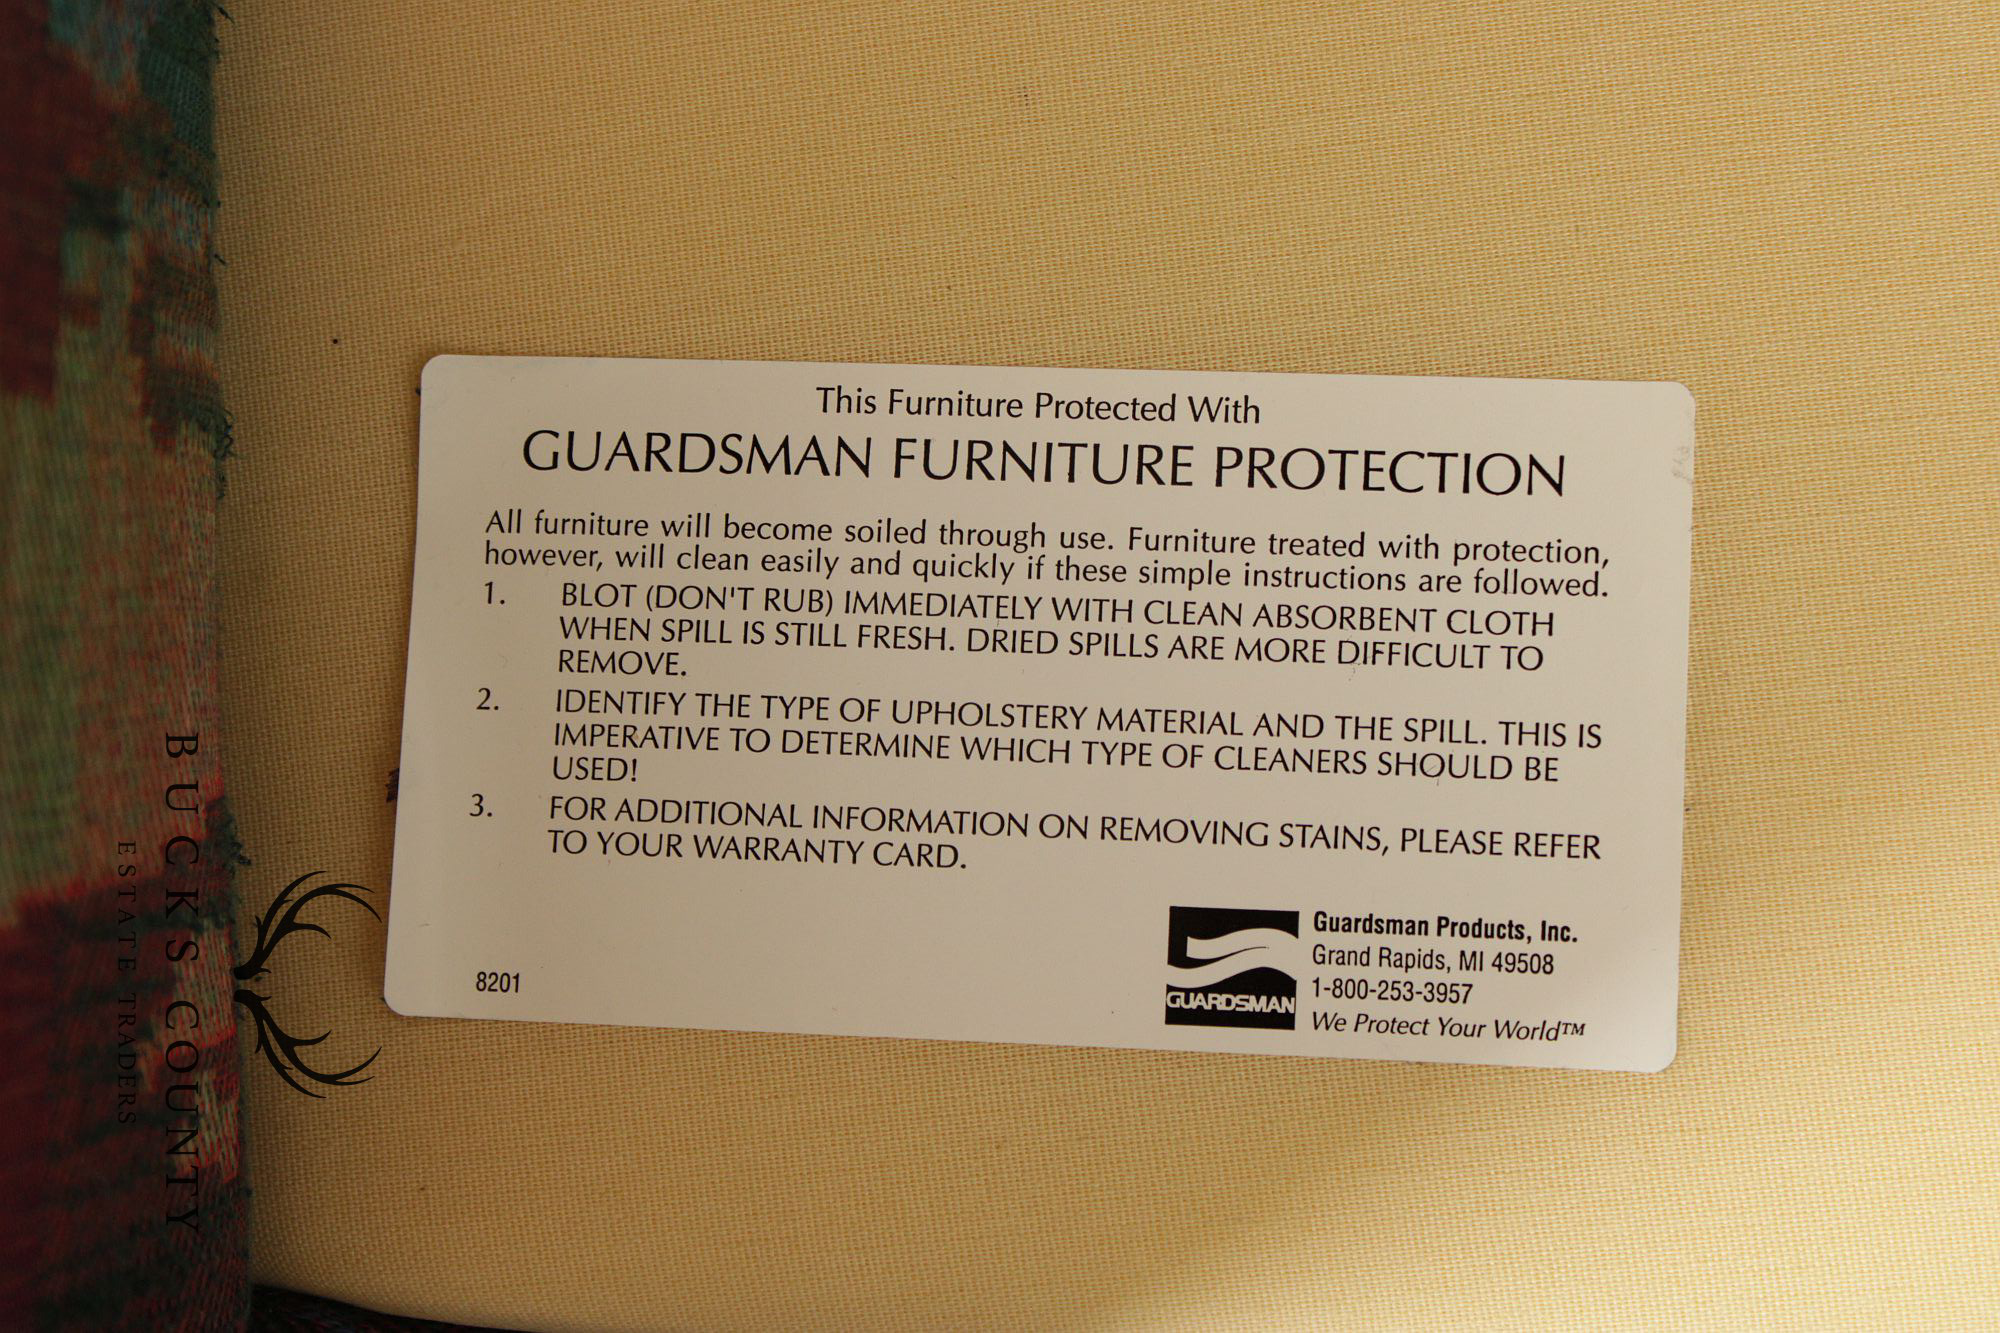 This Furniture Protected With
GUARDSMAN FURNITURE PROTECTION
All furniture will become soiled through use. Furniture treated with protection,
however, will clean easily and quickly if these simple instructions are followed.
1. BLOT (DON'T RUB) IMMEDIATELY WITH CLEAN ABSORBENT CLOTH
WHEN SPILL IS STILL FRESH. DRIED SPILLS ARE MORE DIFFICULT TO
REMOVE.
2. IDENTIFY THE TYPE OF UPHOLSTERY MATERIAL AND THE SPILL. THIS IS
IMPERATIVE TO DETERMINE WHICH TYPE OF CLEANERS SHOULD BE
USED!
3. FOR ADDITIONAL INFORMATION ON REMOVING STAINS, PLEASE REFER
TO YOUR WARRANTY CARD.
8201
GUARDSMAN
Guardsman Products, Inc.
Grand Rapids, MI 49508
1-800-253-3957
We Protect Your World™
BUCKS COUNTY
ESTATE TRADERS